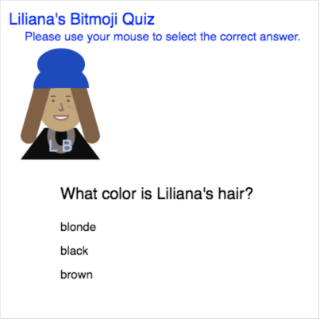 Liliana's Bitmoji Quiz
Please use your mouse to select the correct answer.
L B
What color is Liliana's hair?
blonde
black
brown